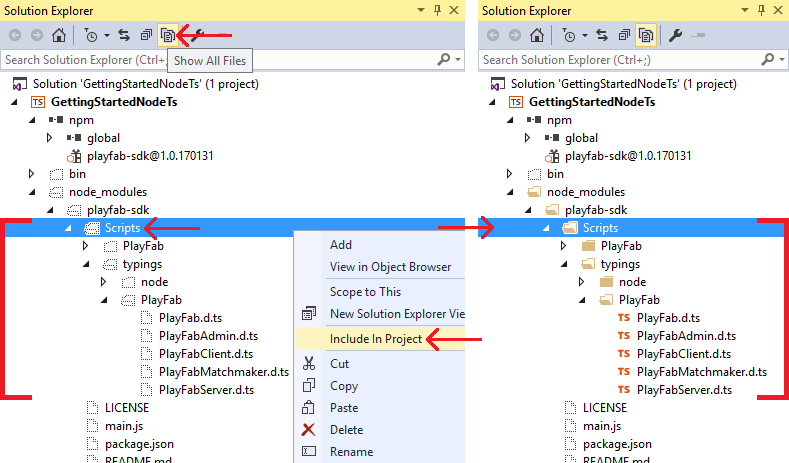 Solution Explorer
Show All Files
Search Solution Explorer (Ctrl+;)
Solution 'GettingStartedNodeTs' (1 project)
TS GettingStartedNodeTs
npm
global
playfab-sdk@1.0.170131
bin
node_modules
playfab-sdk
Scripts
PlayFab
typings
node
PlayFab
PlayFab.d.ts
PlayFabAdmin.d.ts
PlayFabClient.d.ts
PlayFabMatchmaker.d.ts
PlayFabServer.d.ts
LICENSE
main.js
package.json
README.md
Add
View in Object Browser
Scope to This
New Solution Explorer Vie
Include In Project
Cut
Copy
Paste
Delete
Rename
Solution Explorer
Search Solution Explorer (Ctrl+;)
Solution 'GettingStartedNodeTs' (1 project)
TS GettingStartedNodeTs
npm
global
playfab-sdk@1.0.170131
bin
node_modules
playfab-sdk
Scripts
PlayFab
typings
node
PlayFab
TS PlayFab.d.ts
TS PlayFabAdmin.d.ts
TS PlayFabClient.d.ts
TS PlayFabMatchmaker.d.ts
TS PlayFabServer.d.ts
LICENSE
main.js
package.json
README.md